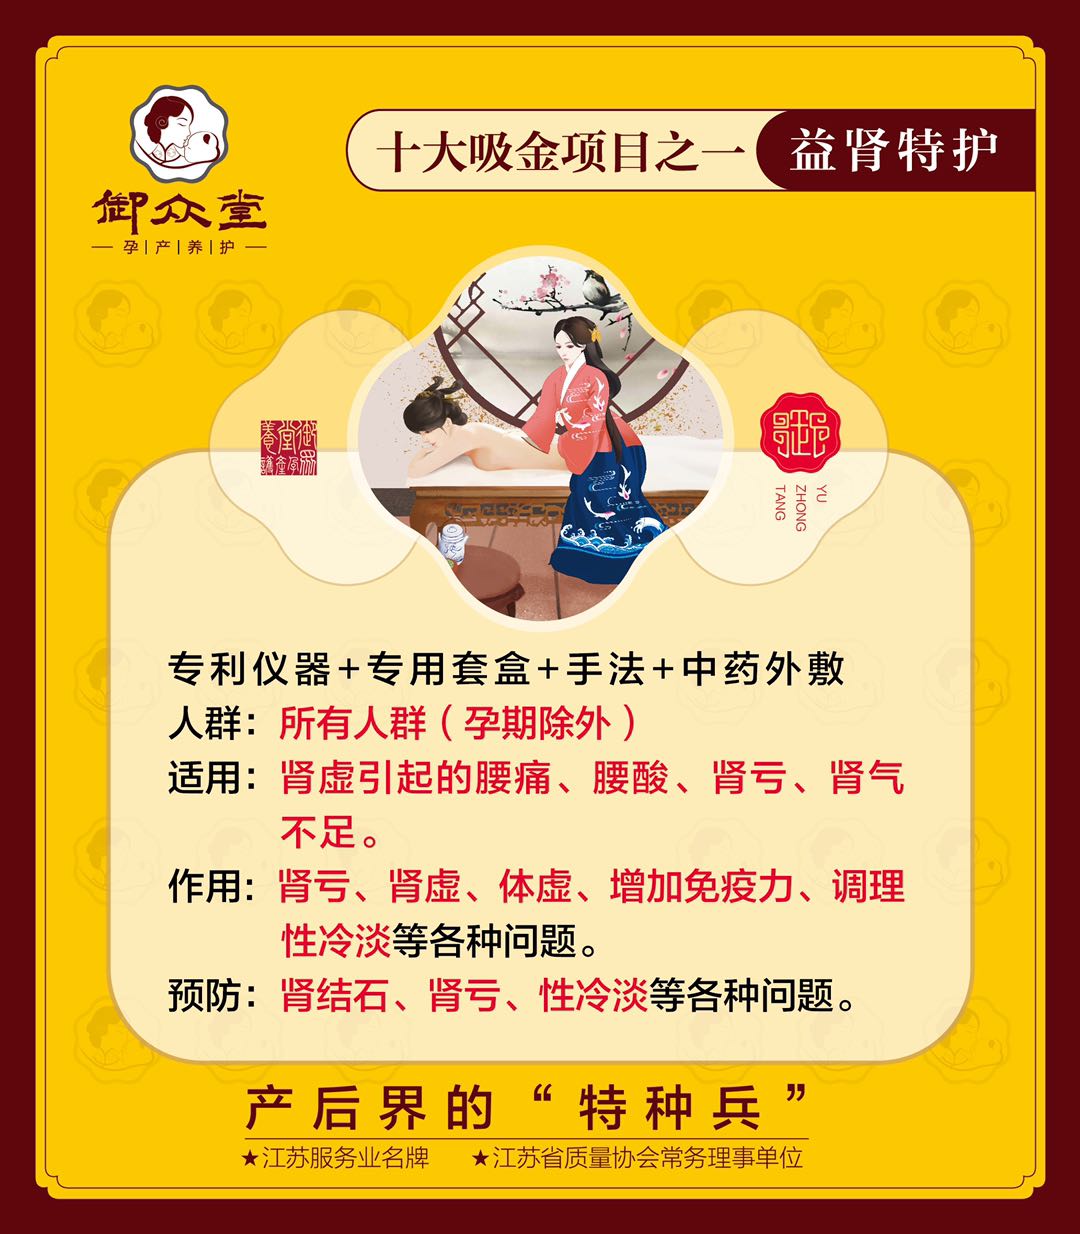 御众堂
孕|产|养|护
十大吸金项目之一
益肾特护
YU
ZHONG
TANG
专利仪器+专用套盒+手法+中药外敷
人群：所有人群（孕期除外）
适用：肾虚引起的腰痛、腰酸、肾亏、肾气
不足。
作用：肾亏、肾虚、体虚、增加免疫力、调理
性冷淡等各种问题。
预防：肾结石、肾亏、性冷淡等各种问题。
产后界的“特种兵”
★江苏服务业名牌 ★江苏省质量协会常务理事单位